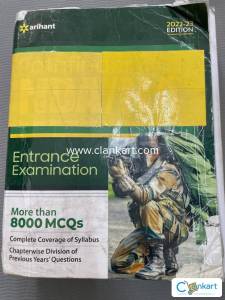 arihant
2022-23
EDITION
www.clankart.com
Entrance
Examination
More than
8000 MCQs
Complete Coverage of Syllabus
Chapterwise Division of
Previous Years' Questions
Clankart